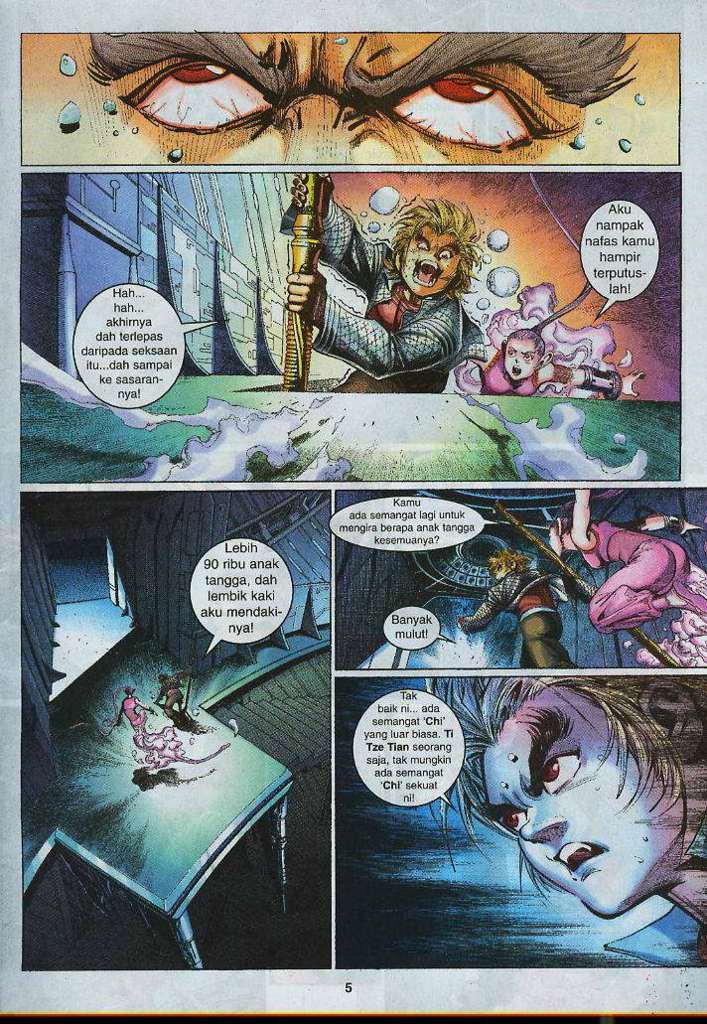 Aku
nampak
nafas kamu
hampir
terputus-
lah!
Hah...
hah...
akhirnya
dah terlepas
daripada seksaan
itu...dah sampai
ke sasaran-
nya!
Lebih
90 ribu anak
tangga, dah
lembik kaki
aku mendaki-
nya!
Kamu
ada semangat lagi untuk
mengira berapa anak tangga
kesemuanya?
Banyak
mulut!
Tak
baik ni... ada
semangat 'Chi'
yang luar biasa. Ti
Tze Tian seorang
saja, tak mungkin
ada semangat
'Chi' sekuat
ni!
5